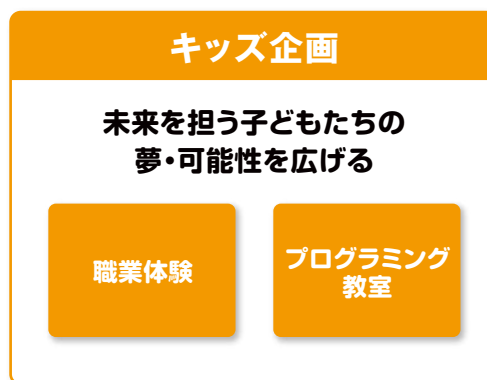 キッズ企画
未来を担う子どもたちの
夢・可能性を広げる
職業体験
プログラミング
教室